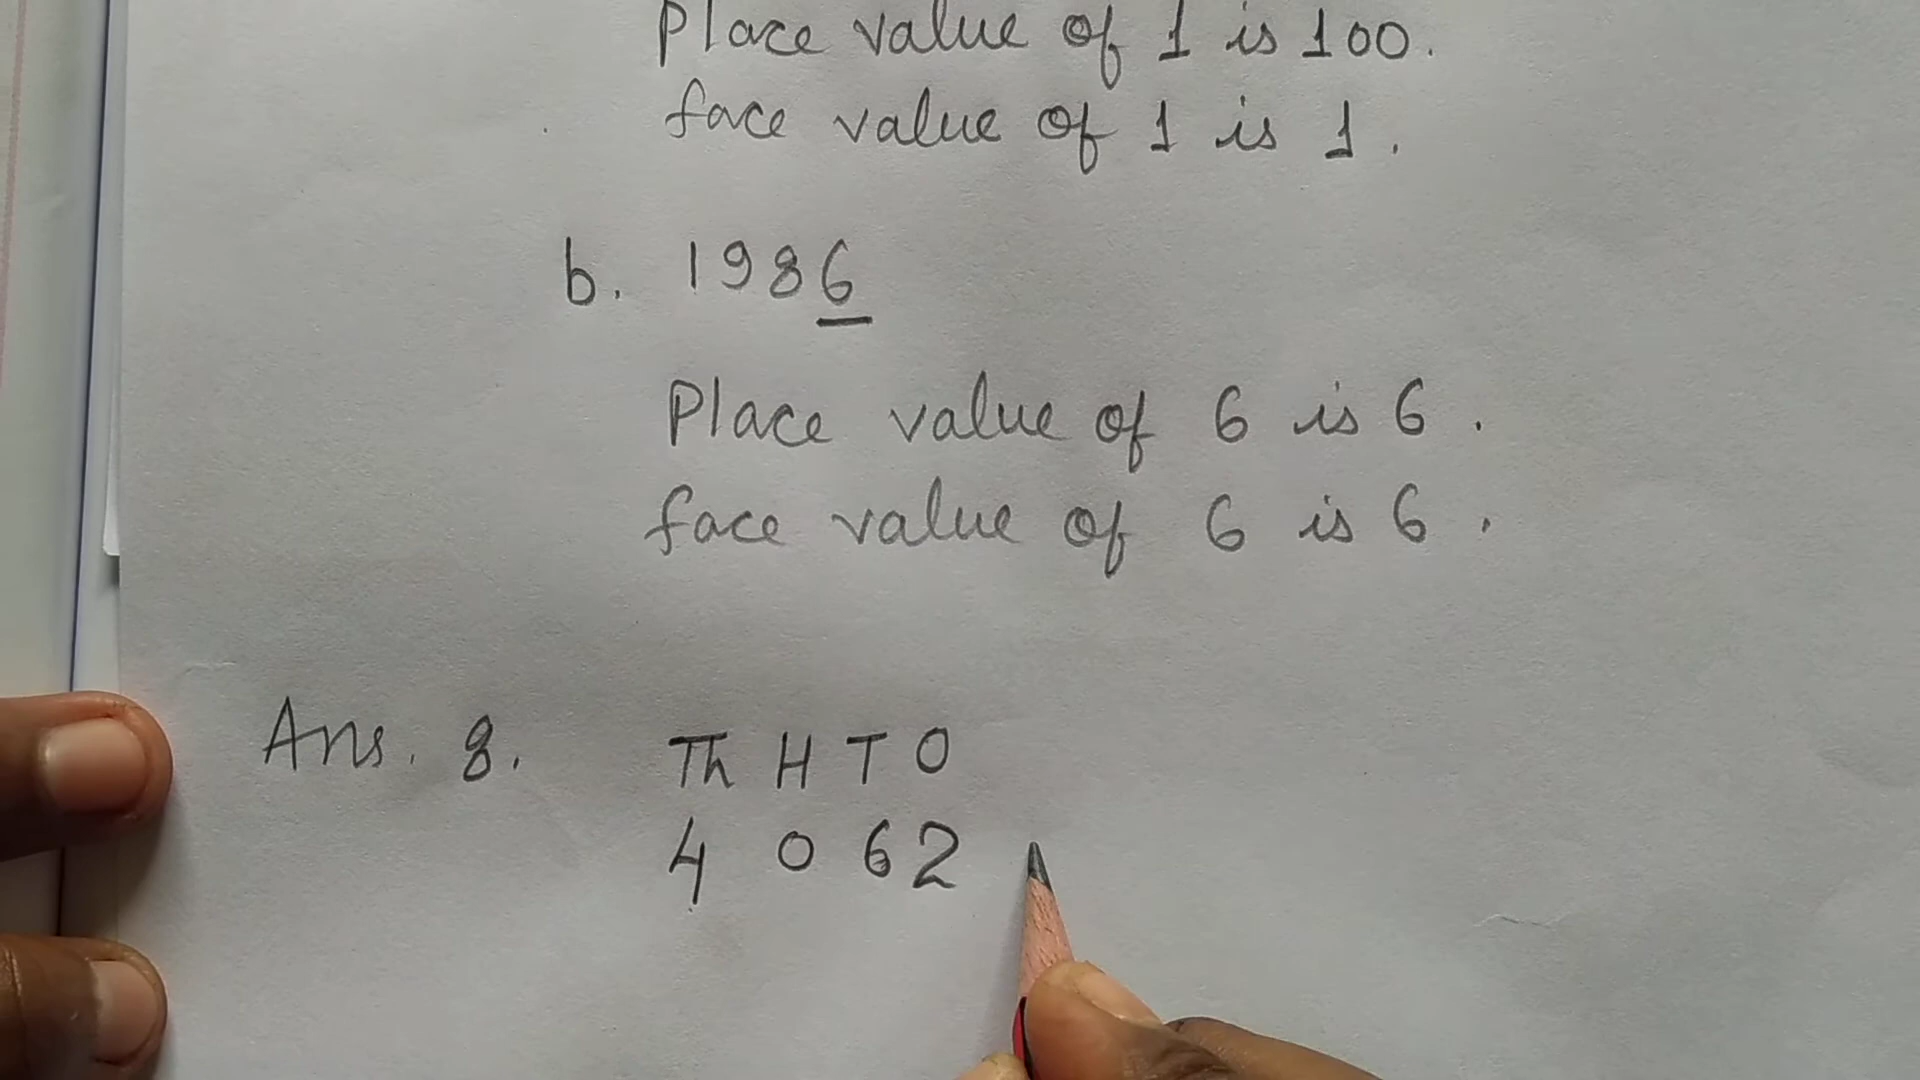 Place value of 1 is 100.
face value of 1 is 1.
b. 1986
Place value of 6 is 6.
face value of 6 is 6.
Ans. 8. Th H T O
4 0 6 2